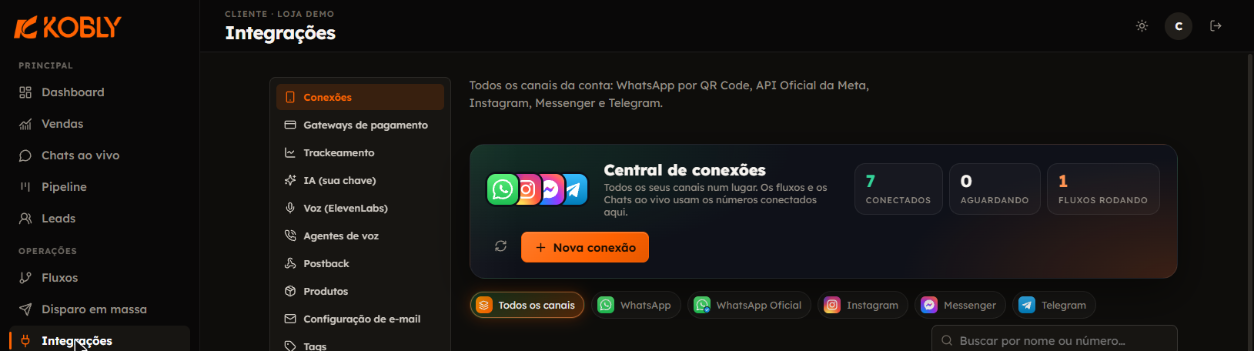 KOBLY
CLIENTE · LOJA DEMO
Integrações
C
PRINCIPAL
Dashboard
Vendas
Chats ao vivo
Pipeline
Leads
OPERAÇÕES
Fluxos
Disparo em massa
Integrações
Conexões
Gateways de pagamento
Trackeamento
IA (sua chave)
Voz (ElevenLabs)
Agentes de voz
Postback
Produtos
Configuração de e-mail
Tags
Todos os canais da conta: WhatsApp por QR Code, API Oficial da Meta,
Instagram, Messenger e Telegram.
Central de conexões
Todos os seus canais num lugar. Os fluxos e os
Chats ao vivo usam os números conectados
aqui.
7
CONECTADOS
0
AGUARDANDO
1
FLUXOS RODANDO
+ Nova conexão
Todos os canais
WhatsApp
WhatsApp Oficial
Instagram
Messenger
Telegram
Buscar por nome ou número...